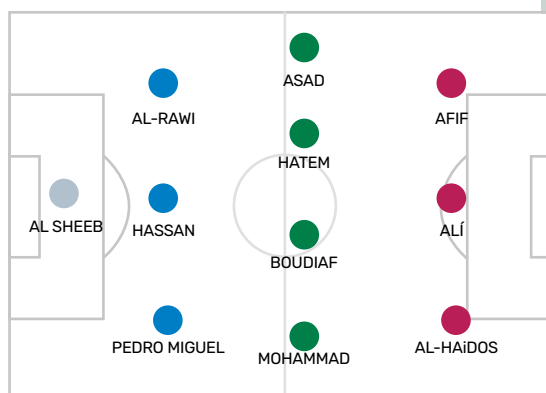 ASAD
AL-RAWI
AFIF
HATEM
AL SHEEB
HASSAN
ALÍ
BOUDIAF
PEDRO MIGUEL
MOHAMMAD
AL-HAiDOS